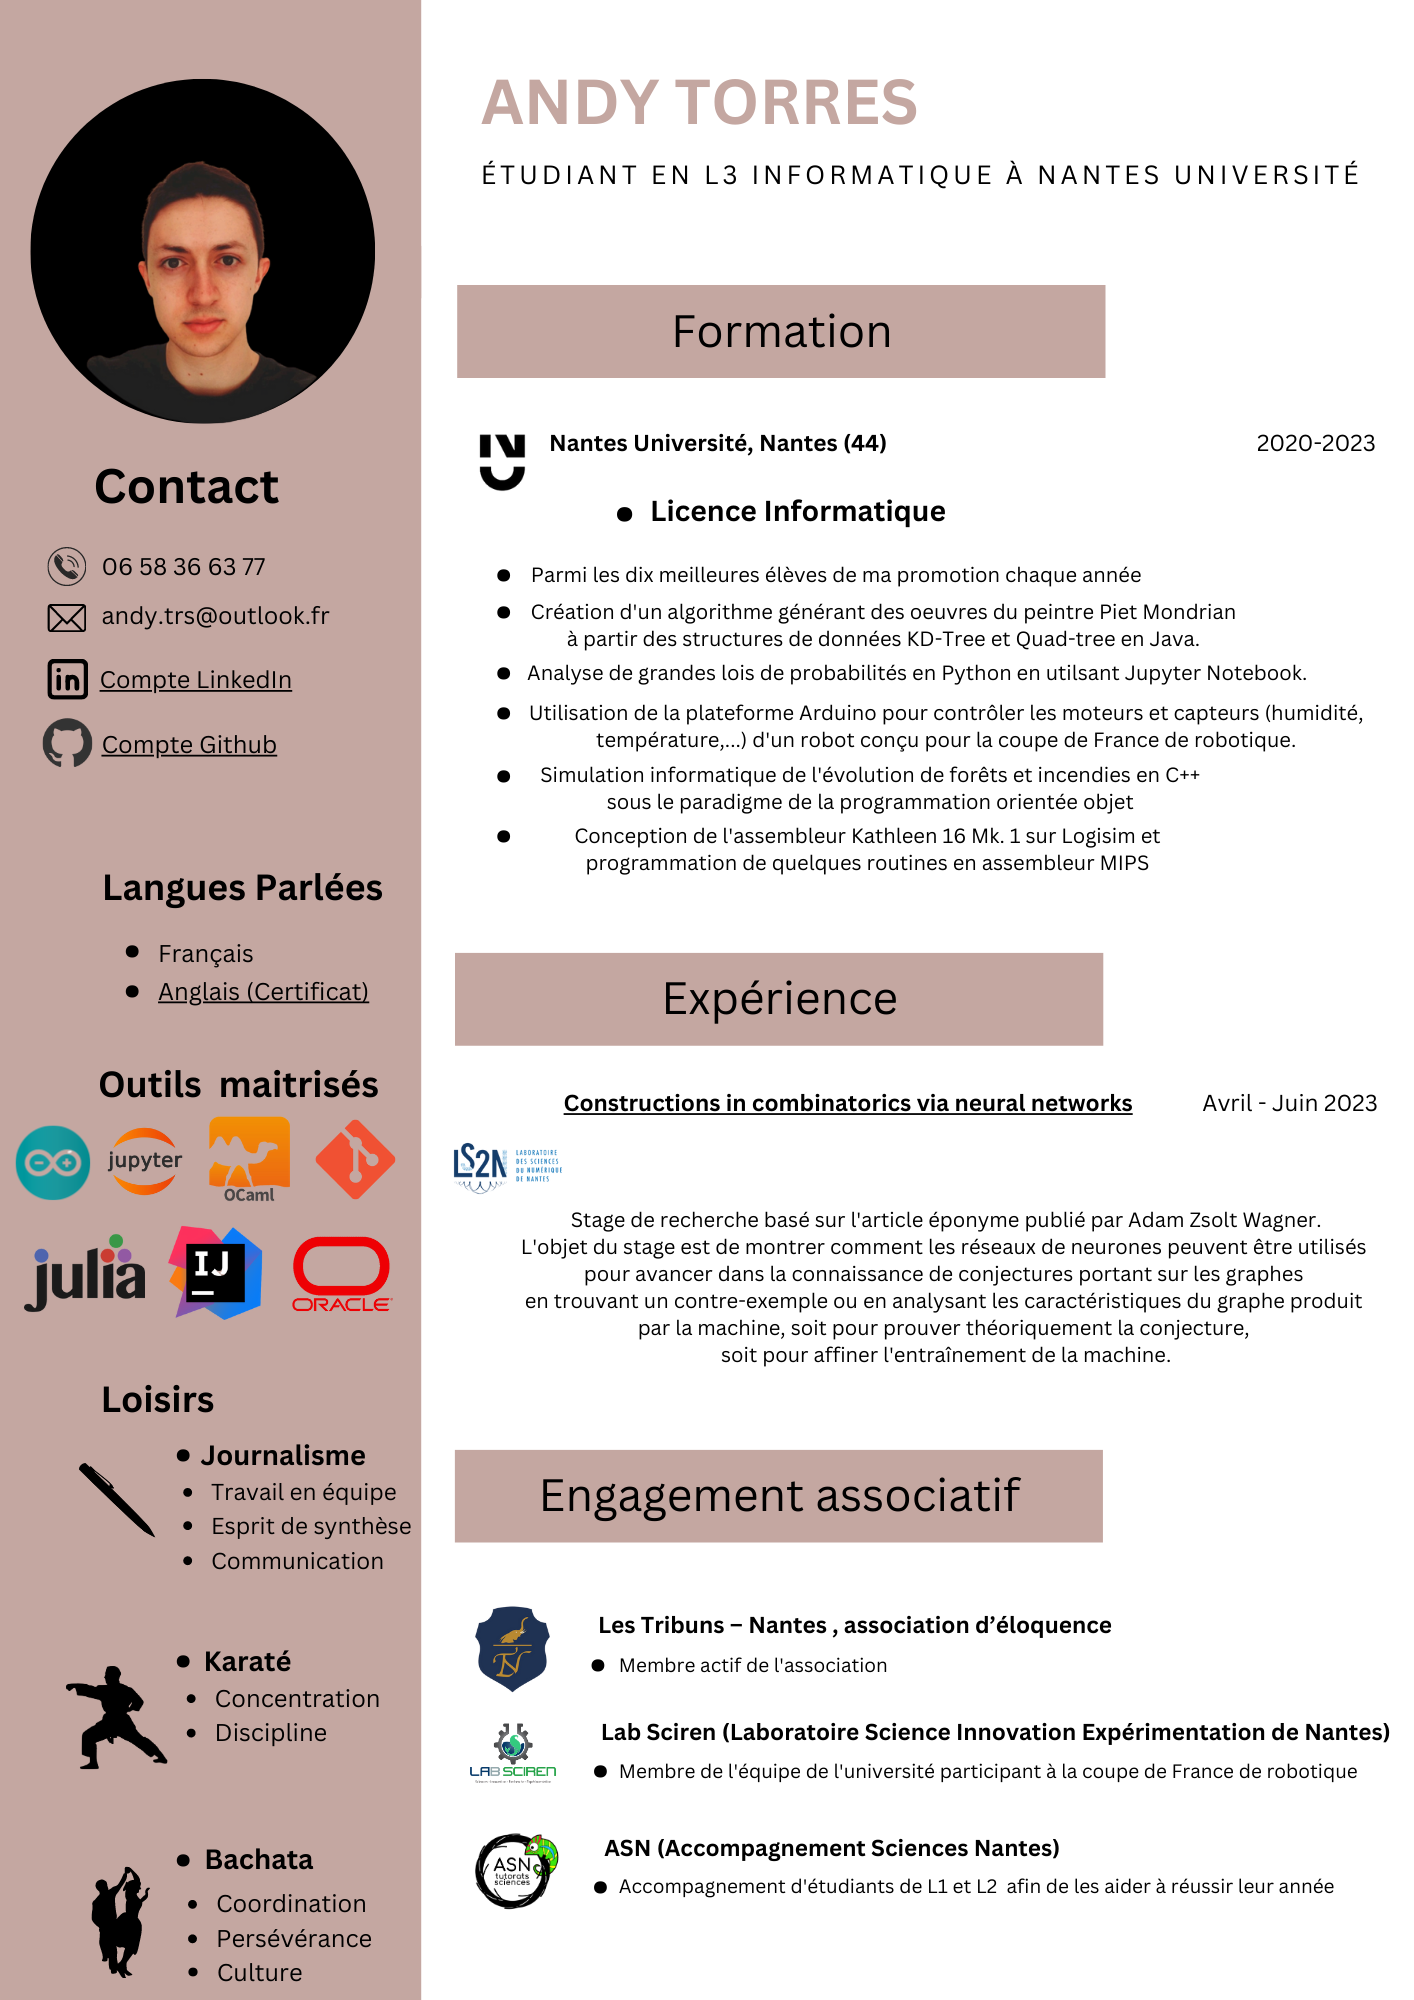 ANDY TORRES
ÉTUDIANT EN L3 INFORMATIQUE À NANTES UNIVERSITÉ
Contact
06 58 36 63 77
andy.trs@outlook.fr
Compte LinkedIn
Compte Github
Langues Parlées
Français
Anglais (Certificat)
Outils maitrisés
jupyter
OCaml
julia
IJ
ORACLE
Loisirs
Journalisme
Travail en équipe
Esprit de synthèse
Communication
Karaté
Concentration
Discipline
Bachata
Coordination
Persévérance
Culture
Formation
Nantes Université, Nantes (44) 2020-2023
Licence Informatique
Parmi les dix meilleures élèves de ma promotion chaque année
Création d'un algorithme générant des oeuvres du peintre Piet Mondrian
à partir des structures de données KD-Tree et Quad-tree en Java.
Analyse de grandes lois de probabilités en Python en utilsant Jupyter Notebook.
Utilisation de la plateforme Arduino pour contrôler les moteurs et capteurs (humidité,
température,...) d'un robot conçu pour la coupe de France de robotique.
Simulation informatique de l'évolution de forêts et incendies en C++
sous le paradigme de la programmation orientée objet
Conception de l'assembleur Kathleen 16 Mk. 1 sur Logisim et
programmation de quelques routines en assembleur MIPS
Expérience
Constructions in combinatorics via neural networks Avril - Juin 2023
LS2N
LABORATOIRE
DES SCIENCES
DU NUMÉRIQUE
DE NANTES
Stage de recherche basé sur l'article éponyme publié par Adam Zsolt Wagner.
L'objet du stage est de montrer comment les réseaux de neurones peuvent être utilisés
pour avancer dans la connaissance de conjectures portant sur les graphes
en trouvant un contre-exemple ou en analysant les caractéristiques du graphe produit
par la machine, soit pour prouver théoriquement la conjecture,
soit pour affiner l'entraînement de la machine.
Engagement associatif
Les Tribuns – Nantes , association d’éloquence
Membre actif de l'association
LAB SCIREN
Lab Sciren (Laboratoire Science Innovation Expérimentation de Nantes)
Membre de l'équipe de l'université participant à la coupe de France de robotique
ASN
tutorats
sciences
ASN (Accompagnement Sciences Nantes)
Accompagnement d'étudiants de L1 et L2 afin de les aider à réussir leur année